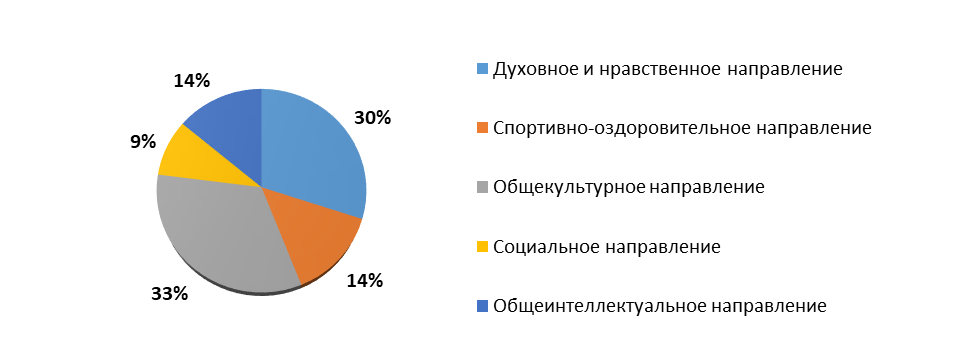 14%
30%
9%
14%
33%
Духовное и нравственное направление
Спортивно-оздоровительное направление
Общекультурное направление
Социальное направление
Общеинтеллектуальное направление